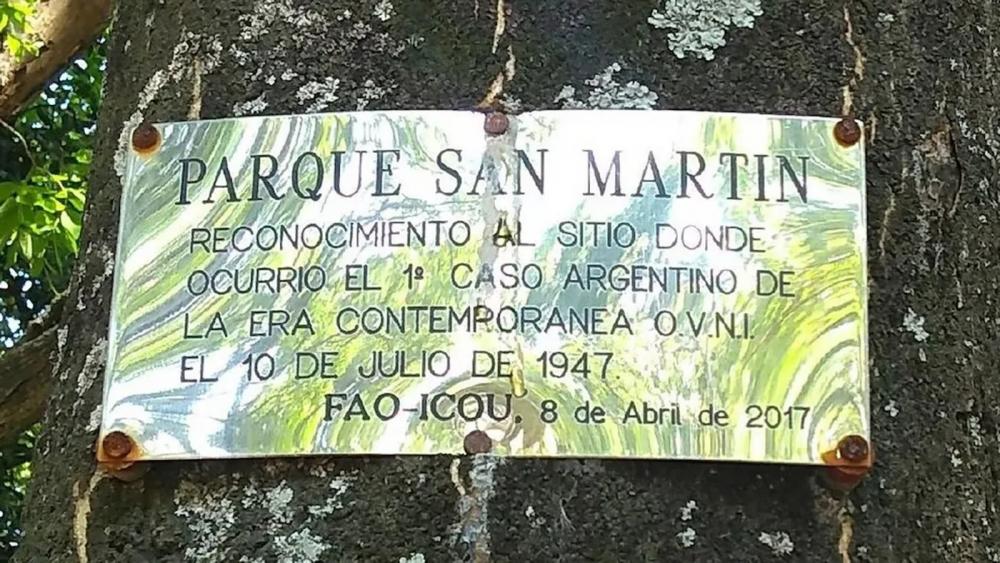 PARQUE SAN MARTIN
RECONOCIMIENTO AL SITIO DONDE
OCURRIO EL 1º CASO ARGENTINO DE
LA ERA CONTEMPORANEA O.V.N.I.
EL 10 DE JULIO DE 1947
FAO-ICOU, 8 de Abril de 2017